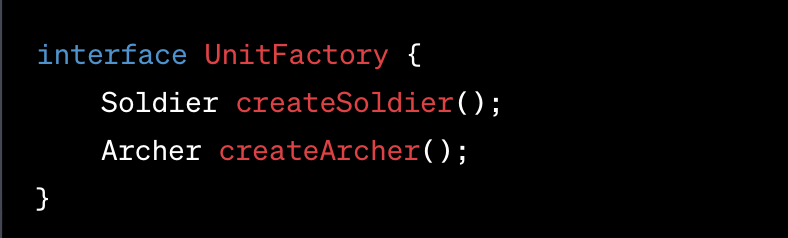 interface UnitFactory {
    Soldier createSoldier();
    Archer createArcher();
}